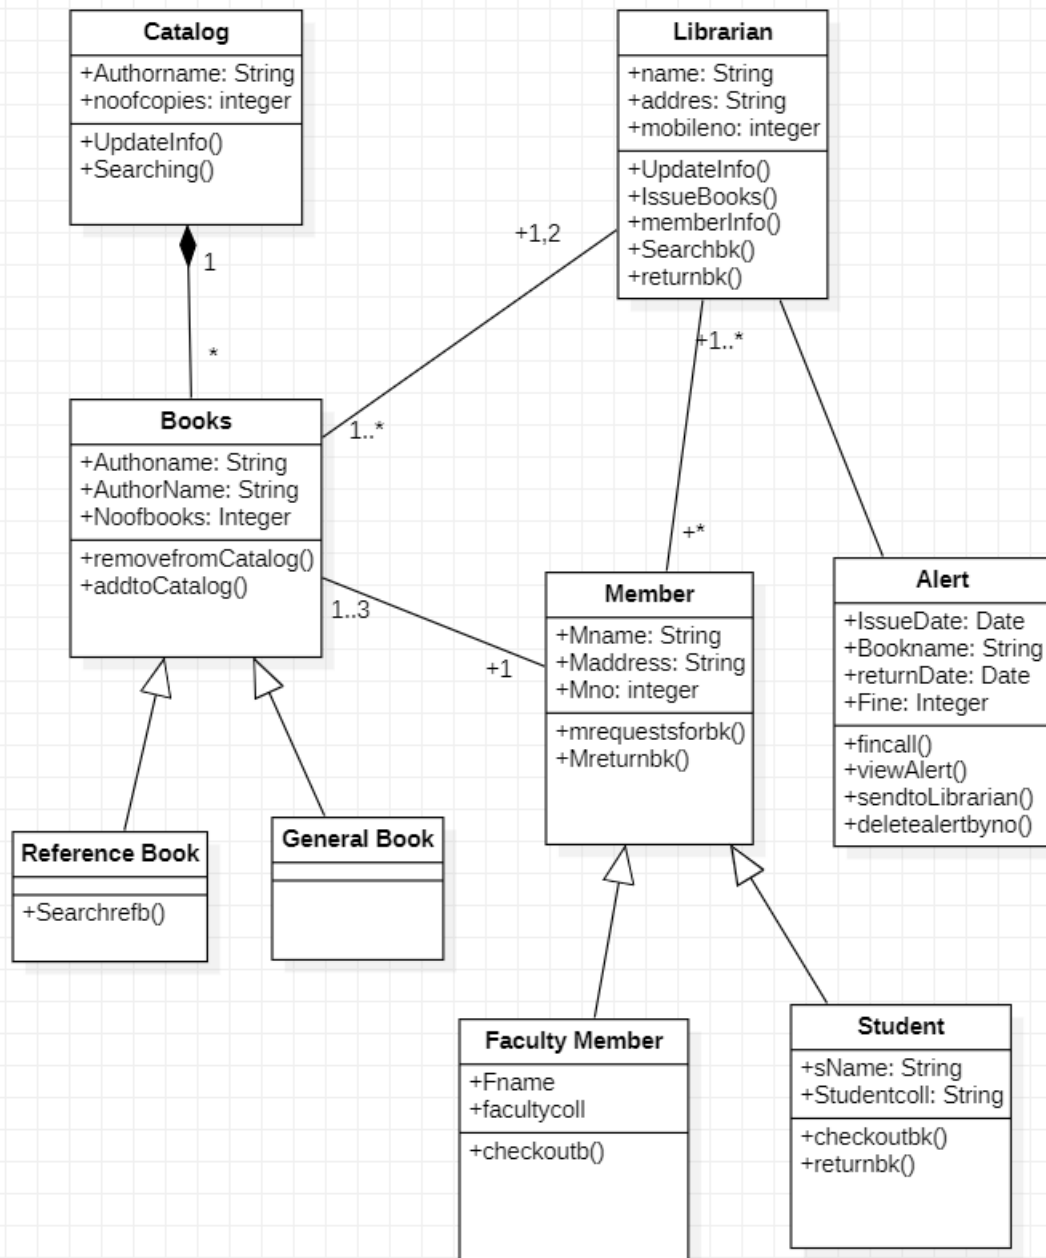 Catalog
+Authorname: String
+noofcopies: integer
+UpdateInfo()
+Searching()
Librarian
+name: String
+addres: String
+mobileno: integer
+UpdateInfo()
+IssueBooks()
+memberInfo()
+Searchbk()
+returnbk()
+1,2
1
*
+1..*
1..*
Books
+Authoname: String
+AuthorName: String
+Noofbooks: Integer
+removefromCatalog()
+addtoCatalog()
+*
1..3
+1
Member
+Mname: String
+Maddress: String
+Mno: integer
+mrequestsforbk()
+Mreturnbk()
Alert
+IssueDate: Date
+Bookname: String
+returnDate: Date
+Fine: Integer
+fincall()
+viewAlert()
+sendtoLibrarian()
+deletealertbyno()
Reference Book
+Searchrefb()
General Book
Faculty Member
+Fname
+facultycoll
+checkoutb()
Student
+sName: String
+Studentcoll: String
+checkoutbk()
+returnbk()